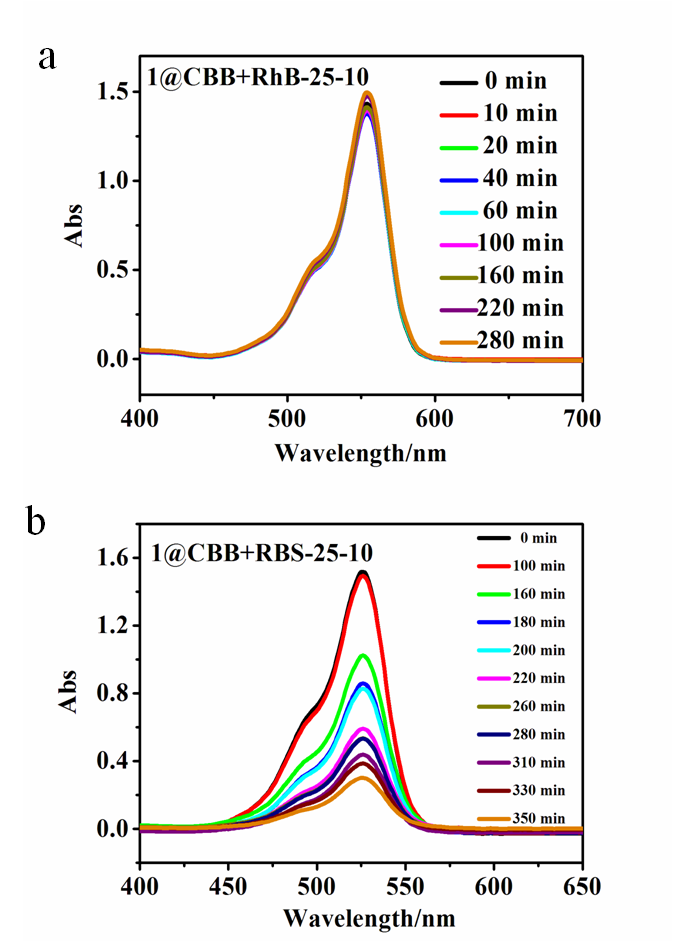 a
1@CBB+RhB-25-10
0 min
10 min
20 min
40 min
60 min
100 min
160 min
220 min
280 min
1.5
1.0
0.5
0.0
Abs
400 500 600 700
Wavelength/nm
b
1@CBB+RBS-25-10
0 min
100 min
160 min
180 min
200 min
220 min
260 min
280 min
310 min
330 min
350 min
1.6
1.2
0.8
0.4
0.0
Abs
400 450 500 550 600 650
Wavelength/nm